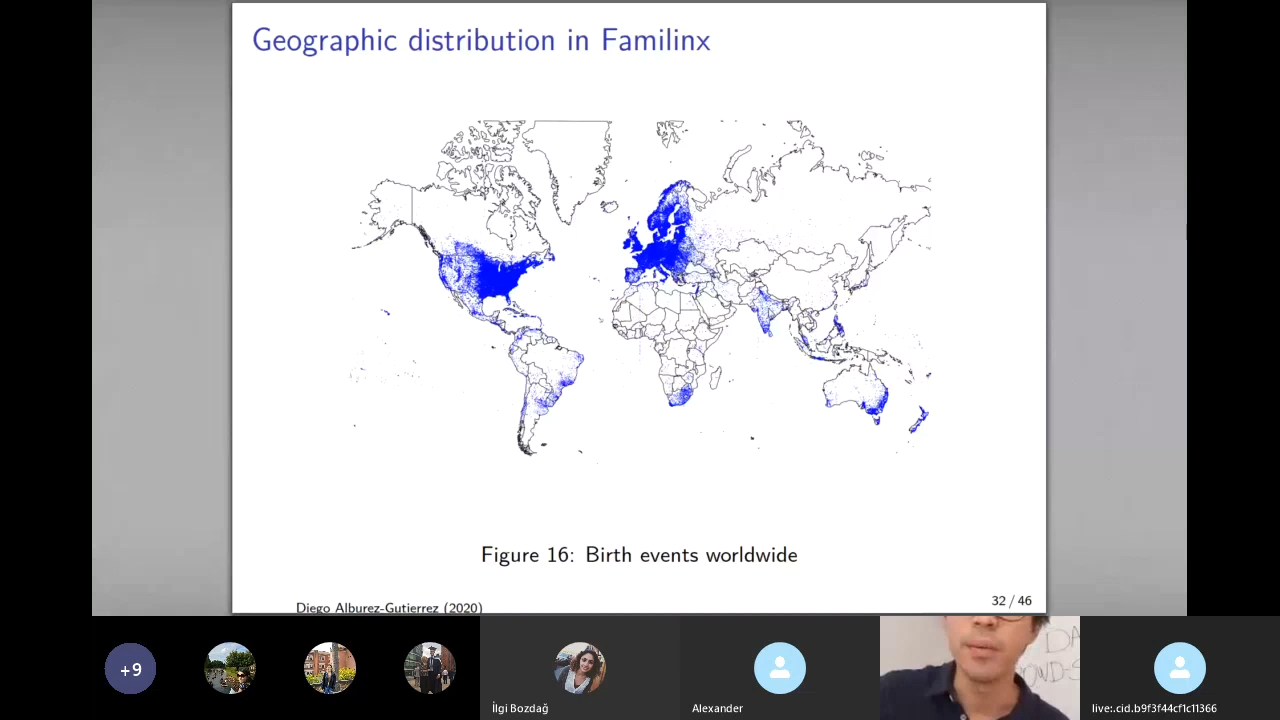 Geographic distribution in Familinx
Figure 16: Birth events worldwide
Diego Alburez-Gutierrez (2020)
32 / 46
+9
İlgi Bozdağ
Alexander
live:.cid.b9f3f44cf1c11366